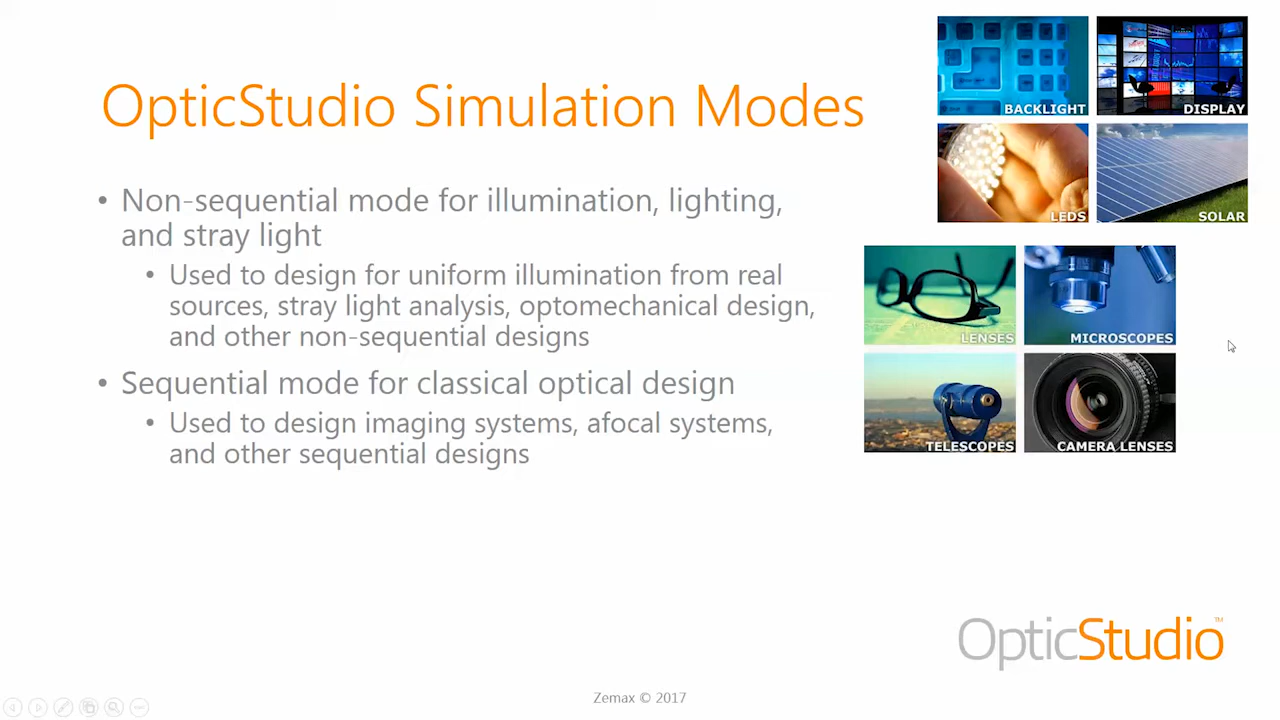 OpticStudio Simulation Modes
• Non-sequential mode for illumination, lighting,
and stray light
• Used to design for uniform illumination from real
sources, stray light analysis, optomechanical design,
and other non-sequential designs
• Sequential mode for classical optical design
• Used to design imaging systems, afocal systems,
and other sequential designs
BACKLIGHT
DISPLAY
LEDS
SOLAR
LENSES
MICROSCOPES
TELESCOPES
CAMERA LENSES
OpticStudio™
Zemax © 2017